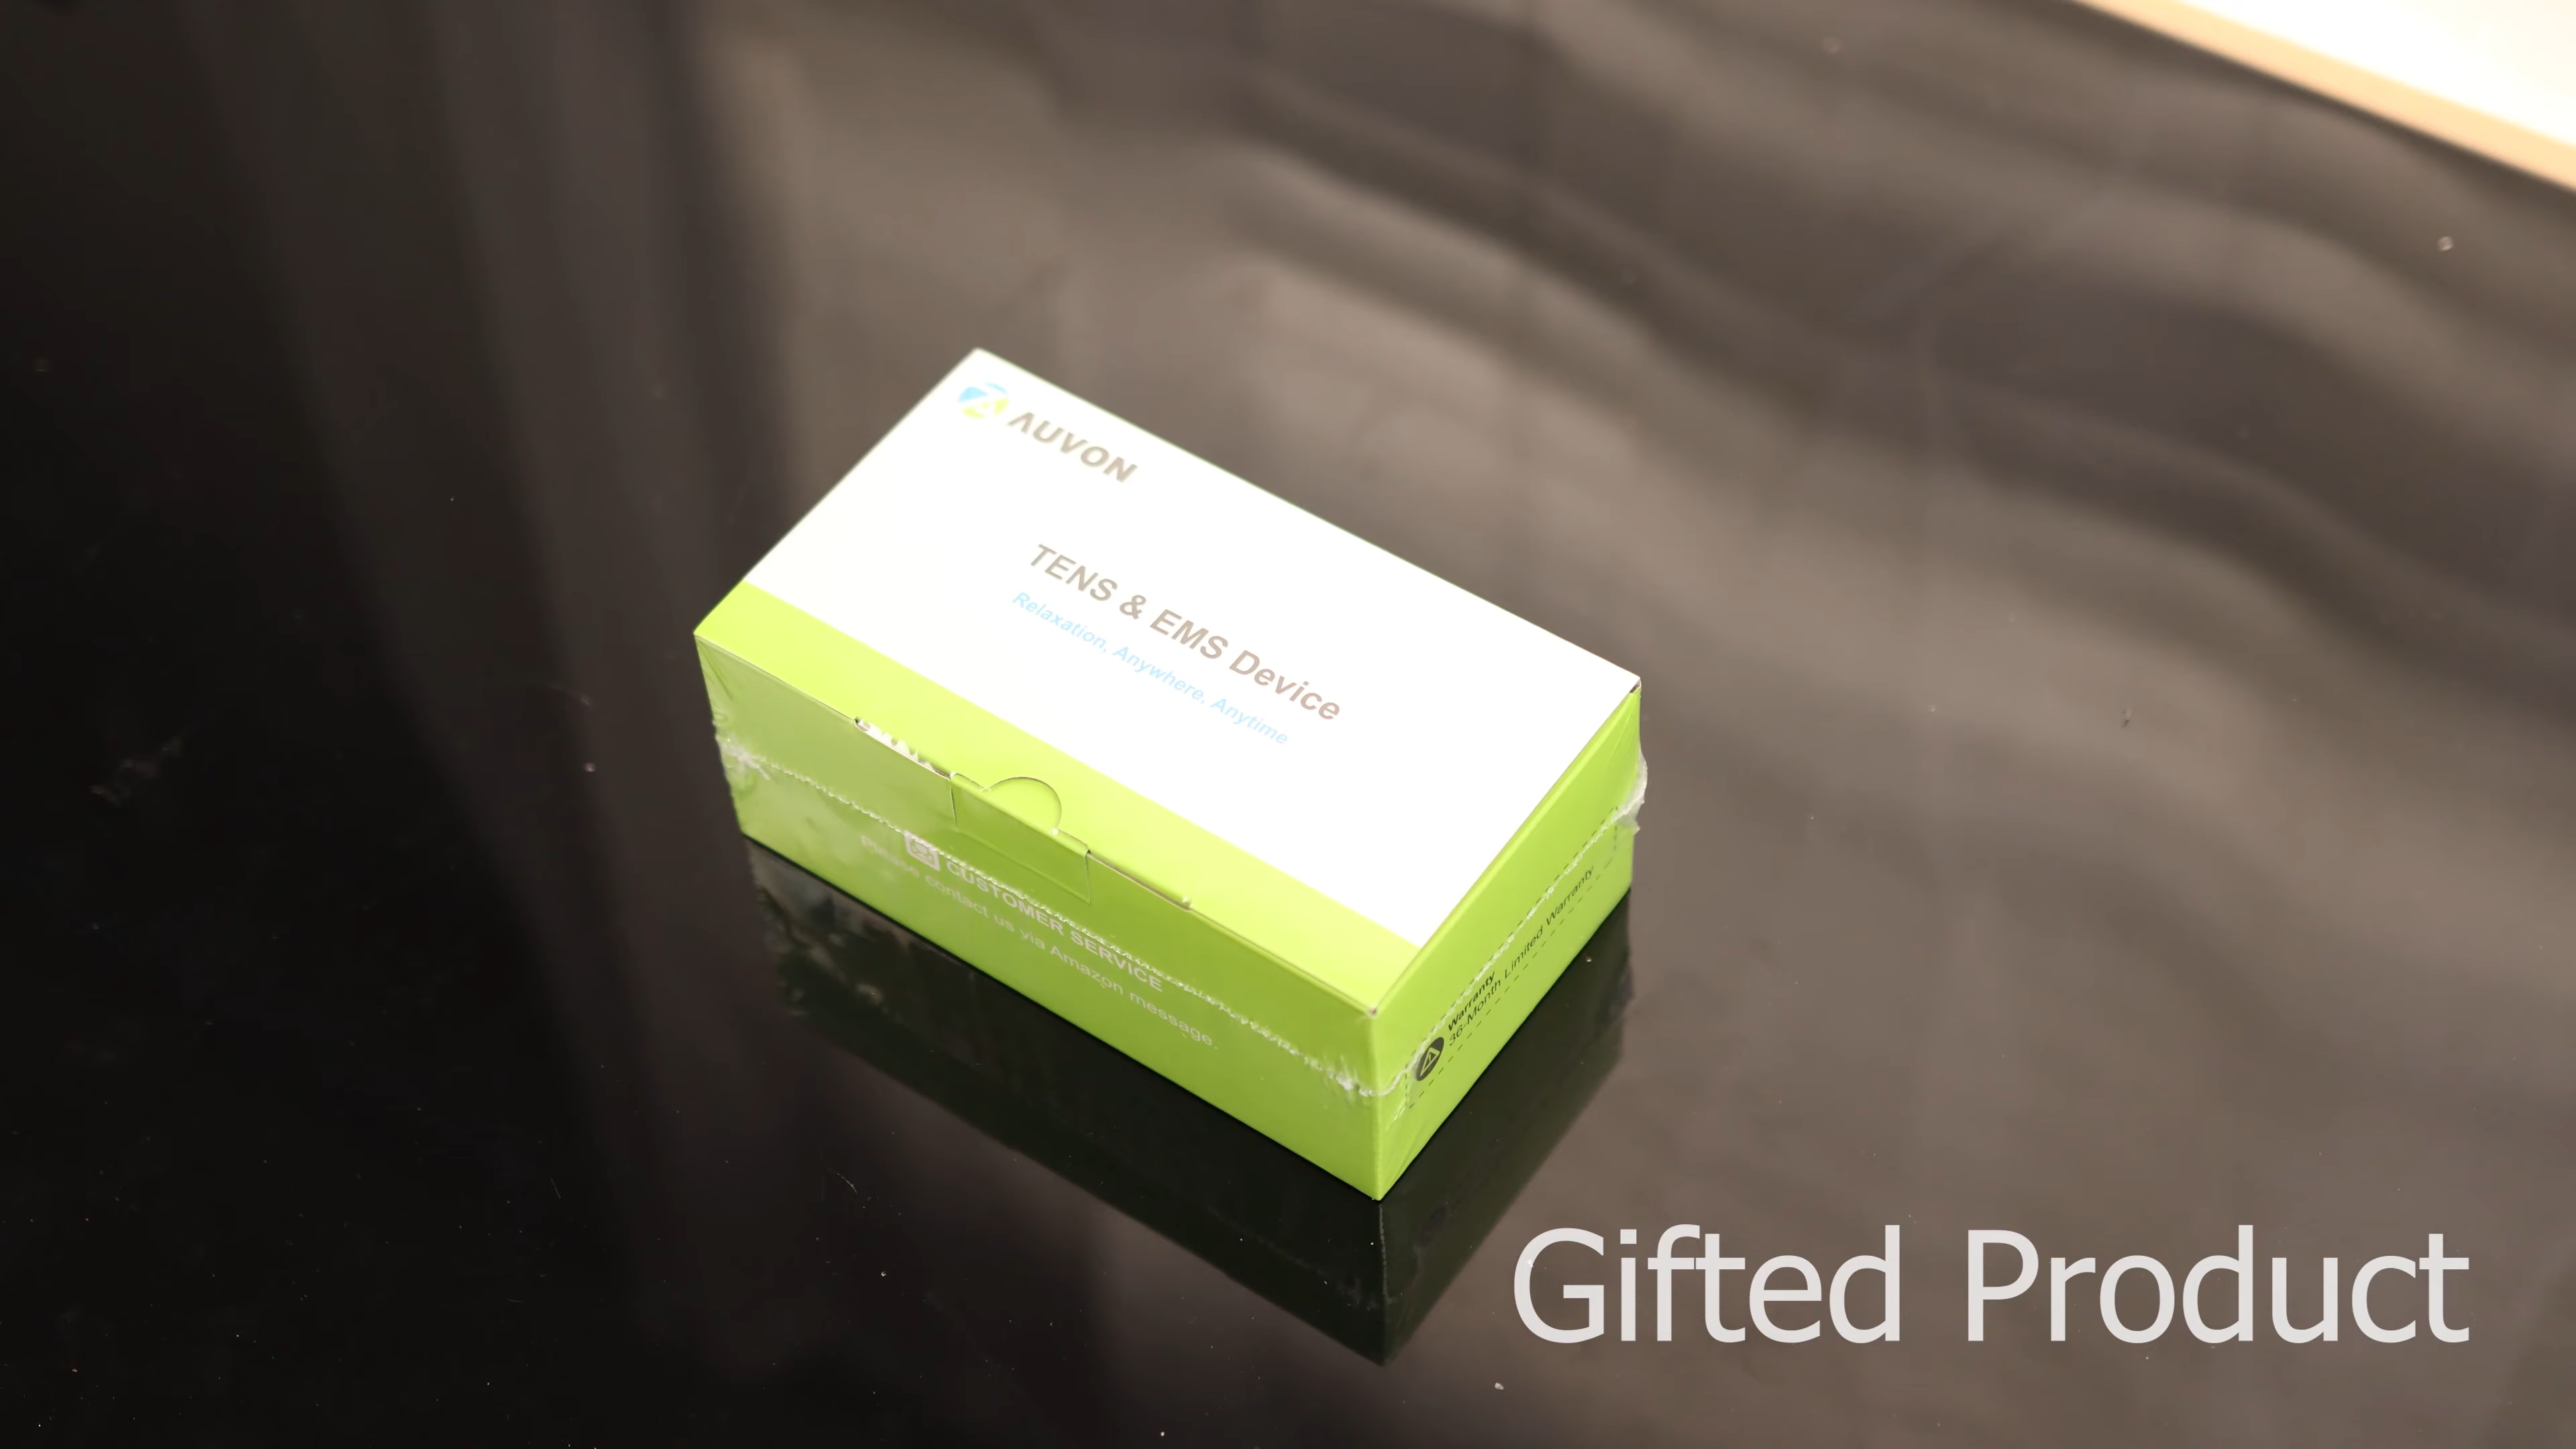 AUVON
TENS & EMS Device
Relaxation, Anywhere, Anytime
CUSTOMER SERVICE
Please contact us via Amazon message.
Warranty
36-Month Limited Warranty
Gifted Product